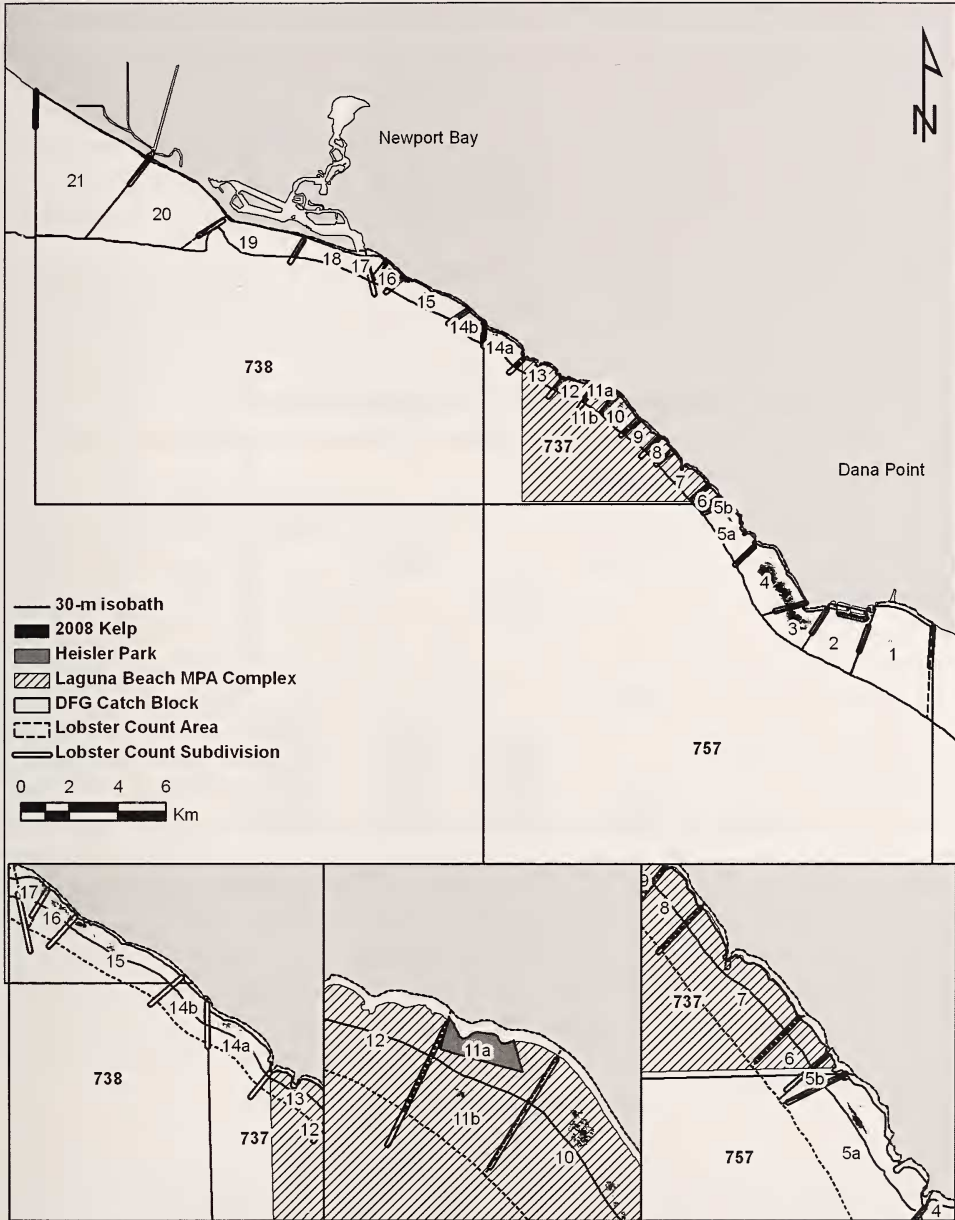 N
Newport Bay
21
20
19
18
17
16
15
14b
14a
13
12
11a
11b
10
9
8
7
6
5b
5a
4
3
2
1
738
737
757
Dana Point
30-m isobath
2008 Kelp
Heisler Park
Laguna Beach MPA Complex
DFG Catch Block
Lobster Count Area
Lobster Count Subdivision
0 2 4 6
Km
17
16
15
14b
14a
13
12
738
737
12
11a
11b
10
9
8
7
737
6
5b
5a
757
4